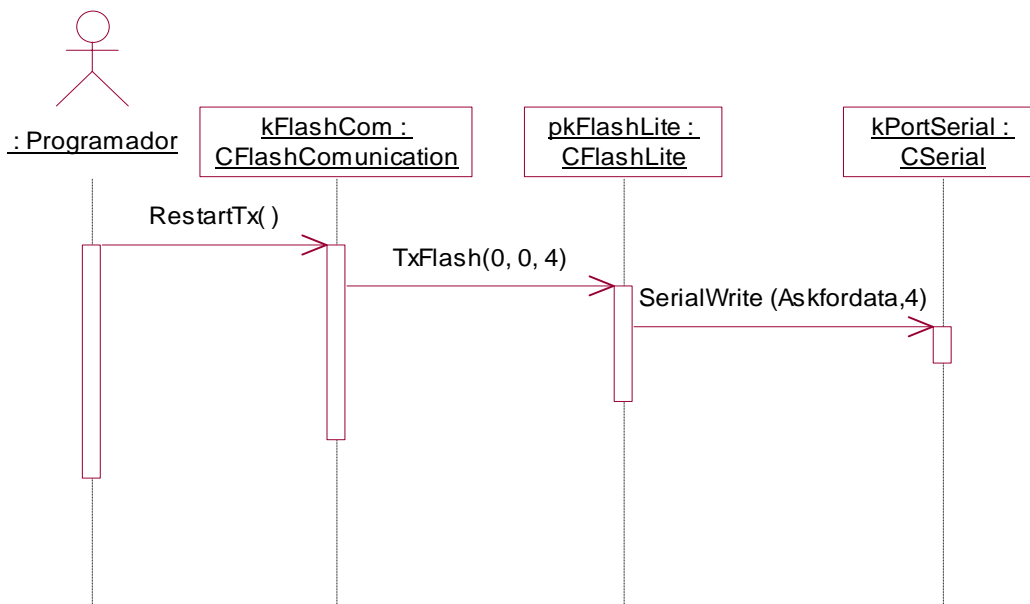 : Programador
kFlashCom :
CFlashComunication
pkFlashLite :
CFlashLite
kPortSerial :
CSerial
RestartTx( )
TxFlash(0, 0, 4)
SerialWrite (Askfordata,4)